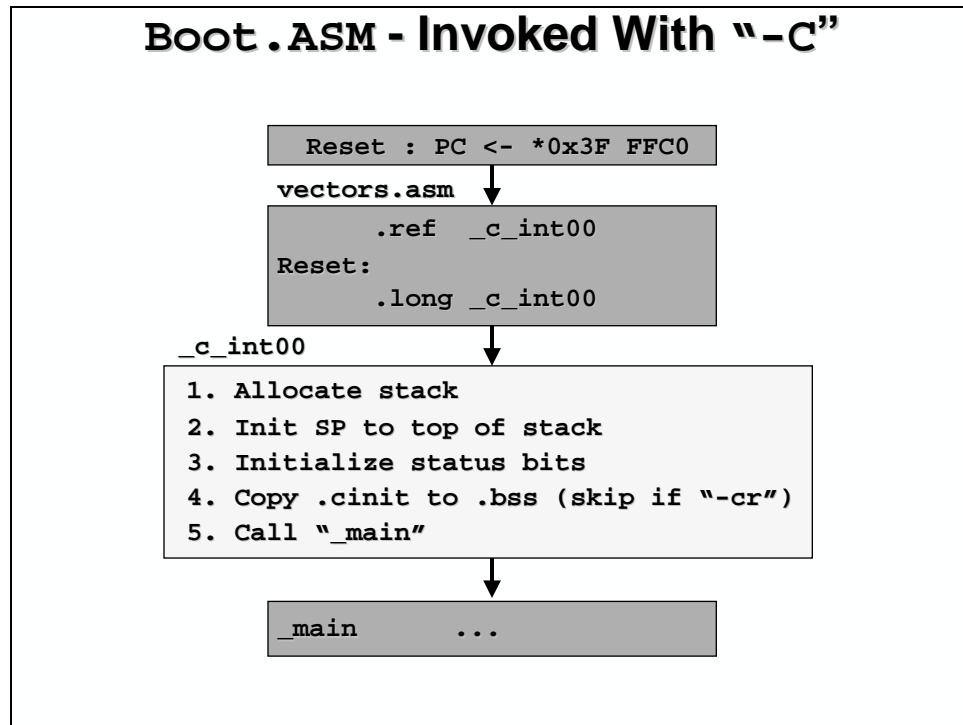 Boot.ASM - Invoked With “-C”
Reset : PC <- *0x3F FFC0
vectors.asm
.ref _c_int00
Reset:
.long _c_int00
_c_int00
1. Allocate stack
2. Init SP to top of stack
3. Initialize status bits
4. Copy .cinit to .bss (skip if “-cr”)
5. Call “_main”
_main ...